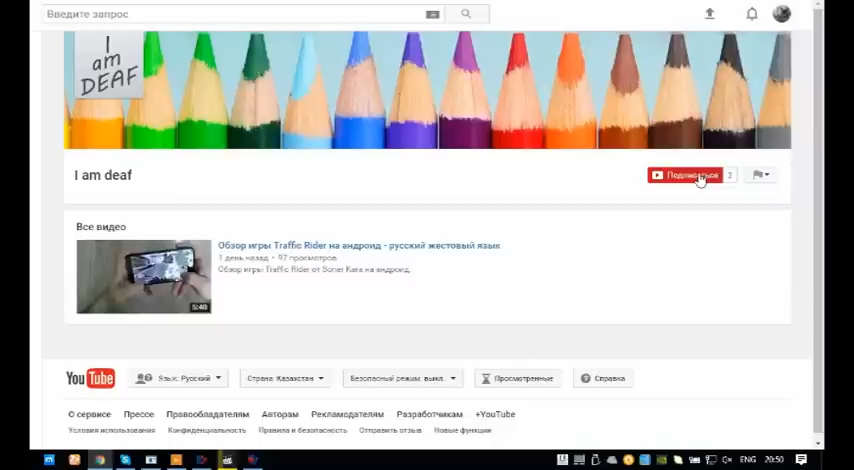 Введите запрос
I
am
DEAF
I am deaf
Подписаться 2
Все видео
Обзор игры Traffic Rider на андроид - русский жестовый язык
1 день назад • 97 просмотров
Обзор игры Traffic Rider от Soner Kara на андроид.
5:40
YouTube
Язык: Русский
Страна: Казахстан
Безопасный режим: выкл.
Просмотренные
Справка
О сервисе Прессе Правообладателям Авторам Рекламодателям Разработчикам +YouTube
Условия использования Конфиденциальность Правила и безопасность Отправить отзыв Новые функции
ENG 20:50